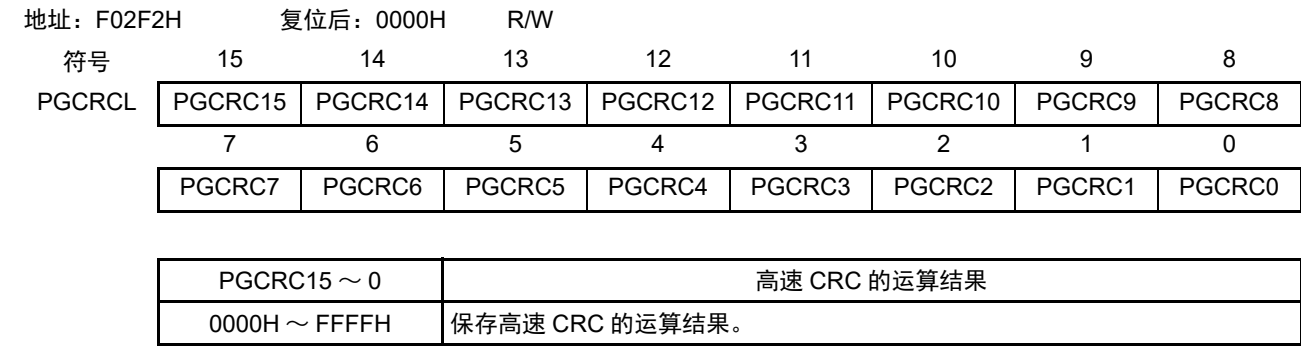 地址：F02F2H 复位后：0000H R/W
符号 15 14 13 12 11 10 9 8
PGCRCL PGCRC15 PGCRC14 PGCRC13 PGCRC12 PGCRC11 PGCRC10 PGCRC9 PGCRC8
7 6 5 4 3 2 1 0
PGCRC7 PGCRC6 PGCRC5 PGCRC4 PGCRC3 PGCRC2 PGCRC1 PGCRC0
PGCRC15 ～ 0 高速 CRC 的运算结果
0000H ～ FFFFH 保存高速 CRC 的运算结果。